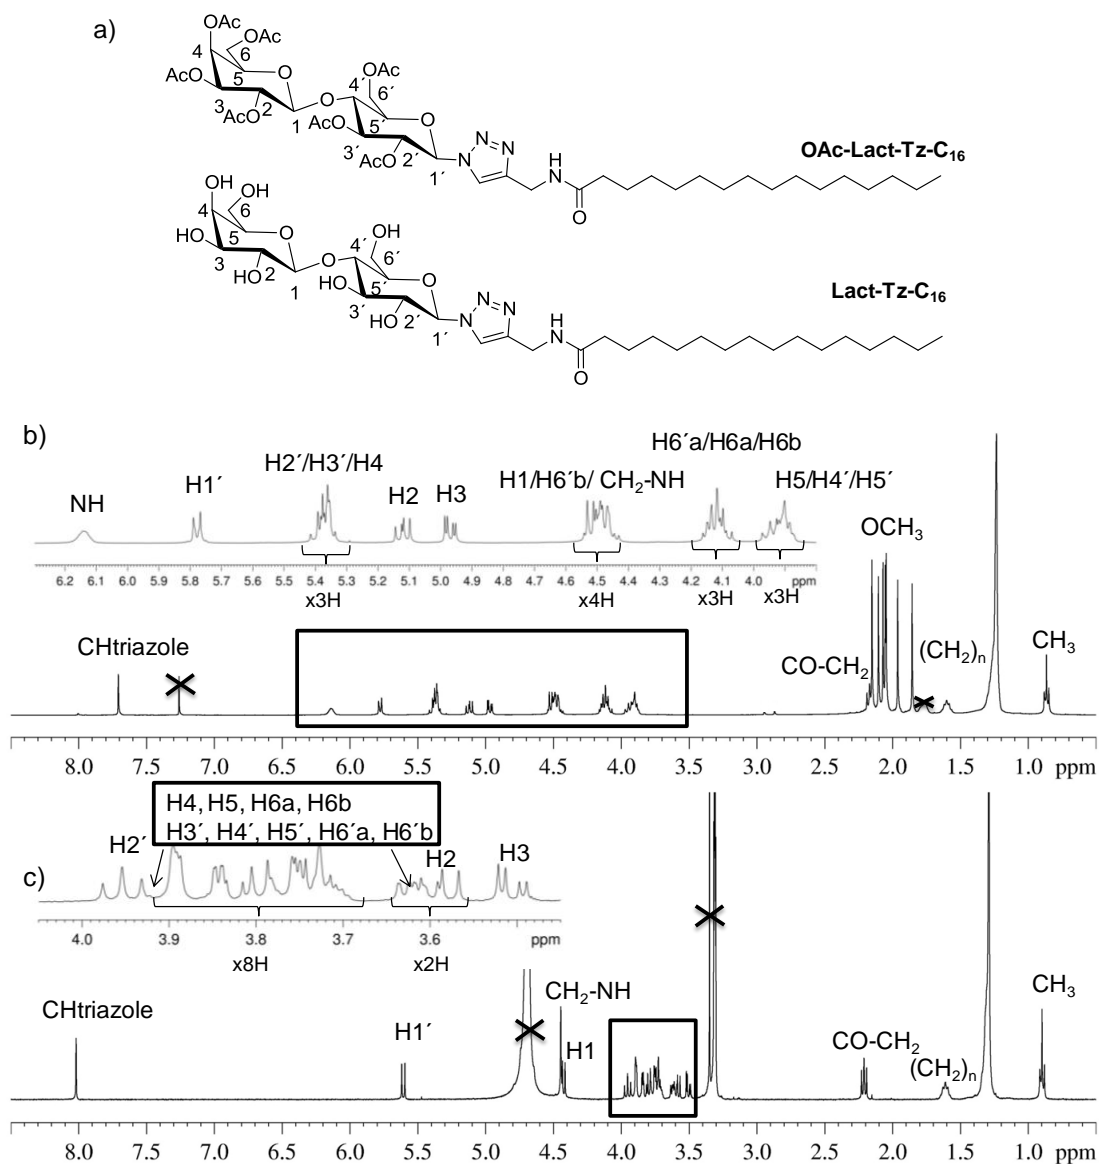 a)
OAc
OAc
4
6
AcO
5
O
O
OAc
4´
6´
3
AcO
2
1
AcO
5´
O
3´
AcO
2´
1´
N
N
N
H
N
O
OAc-Lact-Tz-C16
OH
OH
4
6
HO
5
O
O
OH
4´
6´
3
HO
2
1
HO
5´
O
3´
HO
2´
1´
N
N
N
H
N
O
Lact-Tz-C16
b)
H6´a/H6a/H6b
H2´/H3´/H4
NH
H1´
H2
H3
H1/H6´b/ CH2-NH
H5/H4´/H5´
OCH3
6.2 6.1 6.0 5.9 5.8 5.7 5.6 5.5 5.4 5.3 5.2 5.1 5.0 4.9 4.8 4.7 4.6 4.5 4.4 4.3 4.2 4.1 4.0 ppm
x3H
x4H
x3H
x3H
CHtriazole
CO-CH2
(CH2)n
CH3
8.0 7.5 7.0 6.5 6.0 5.5 5.0 4.5 4.0 3.5 3.0 2.5 2.0 1.5 1.0 ppm
H4, H5, H6a, H6b
H3´, H4´, H5´, H6´a, H6´b
H2´
H2
H3
c)
4.0 3.9 3.8 3.7 3.6 ppm
x8H
x2H
CHtriazole
H1´
CH2-NH
H1
CO-CH2
(CH2)n
CH3
8.0 7.5 7.0 6.5 6.0 5.5 5.0 4.5 4.0 3.5 3.0 2.5 2.0 1.5 1.0 ppm